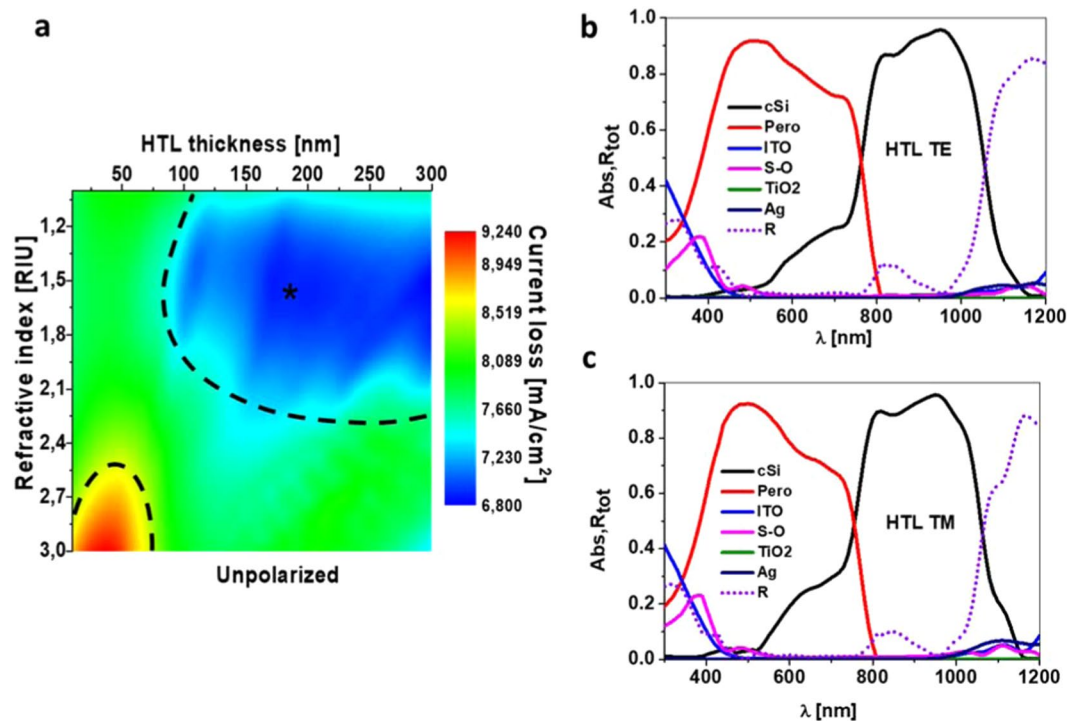 a
HTL thickness [nm]
50 100 150 200 250 300
Refractive index [RIU]
1,2
1,5
1,8
2,1
2,4
2,7
3,0
*
Unpolarized
9,240
8,949
8,519
8,089
7,660
7,230
6,800
Current loss [mA/cm²]
b
Abs,Rtot
1.0
0.8
0.6
0.4
0.2
0.0
cSi
Pero
ITO
S-O
TiO2
Ag
R
HTL TE
400 600 800 1000 1200
λ [nm]
c
Abs,Rtot
1.0
0.8
0.6
0.4
0.2
0.0
cSi
Pero
ITO
S-O
TiO2
Ag
R
HTL TM
400 600 800 1000 1200
λ [nm]